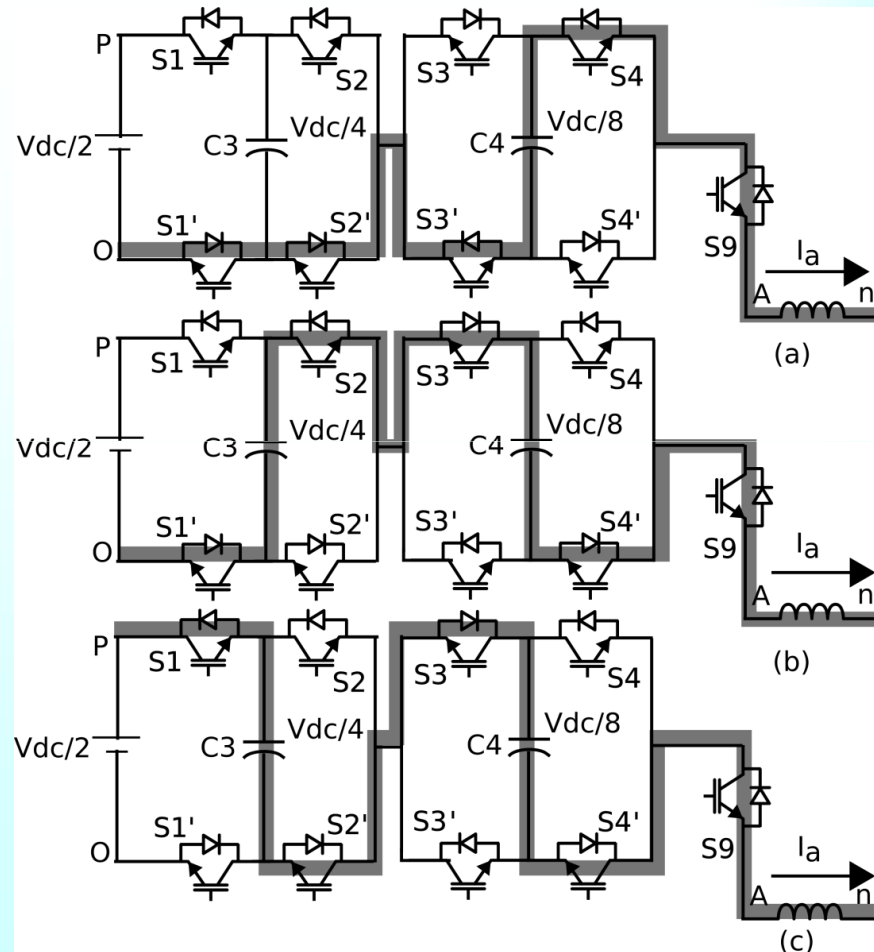 P
S1
S2
S3
S4
Vdc/2
C3
Vdc/4
C4
Vdc/8
S1'
S2'
S3'
S4'
O
S9
Ia
A
n
(a)
P
S1
S2
S3
S4
Vdc/2
C3
Vdc/4
C4
Vdc/8
S1'
S2'
S3'
S4'
O
S9
Ia
A
n
(b)
P
S1
S2
S3
S4
Vdc/2
C3
Vdc/4
C4
Vdc/8
S1'
S2'
S3'
S4'
O
S9
Ia
A
n
(c)